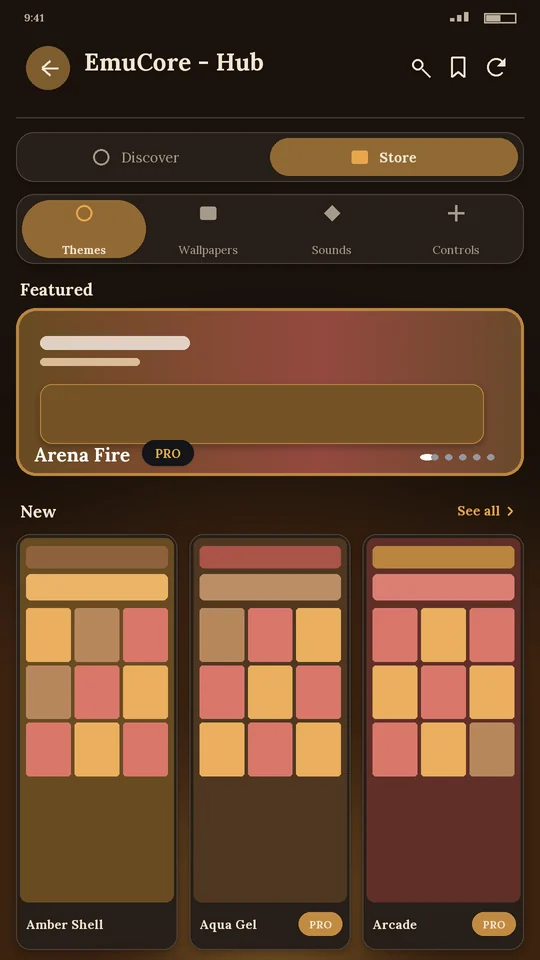 9:41
EmuCore - Hub
Discover
Store
Themes
Wallpapers
Sounds
Controls
Featured
Arena Fire
PRO
New
See all
Amber Shell
Aqua Gel
PRO
Arcade
PRO